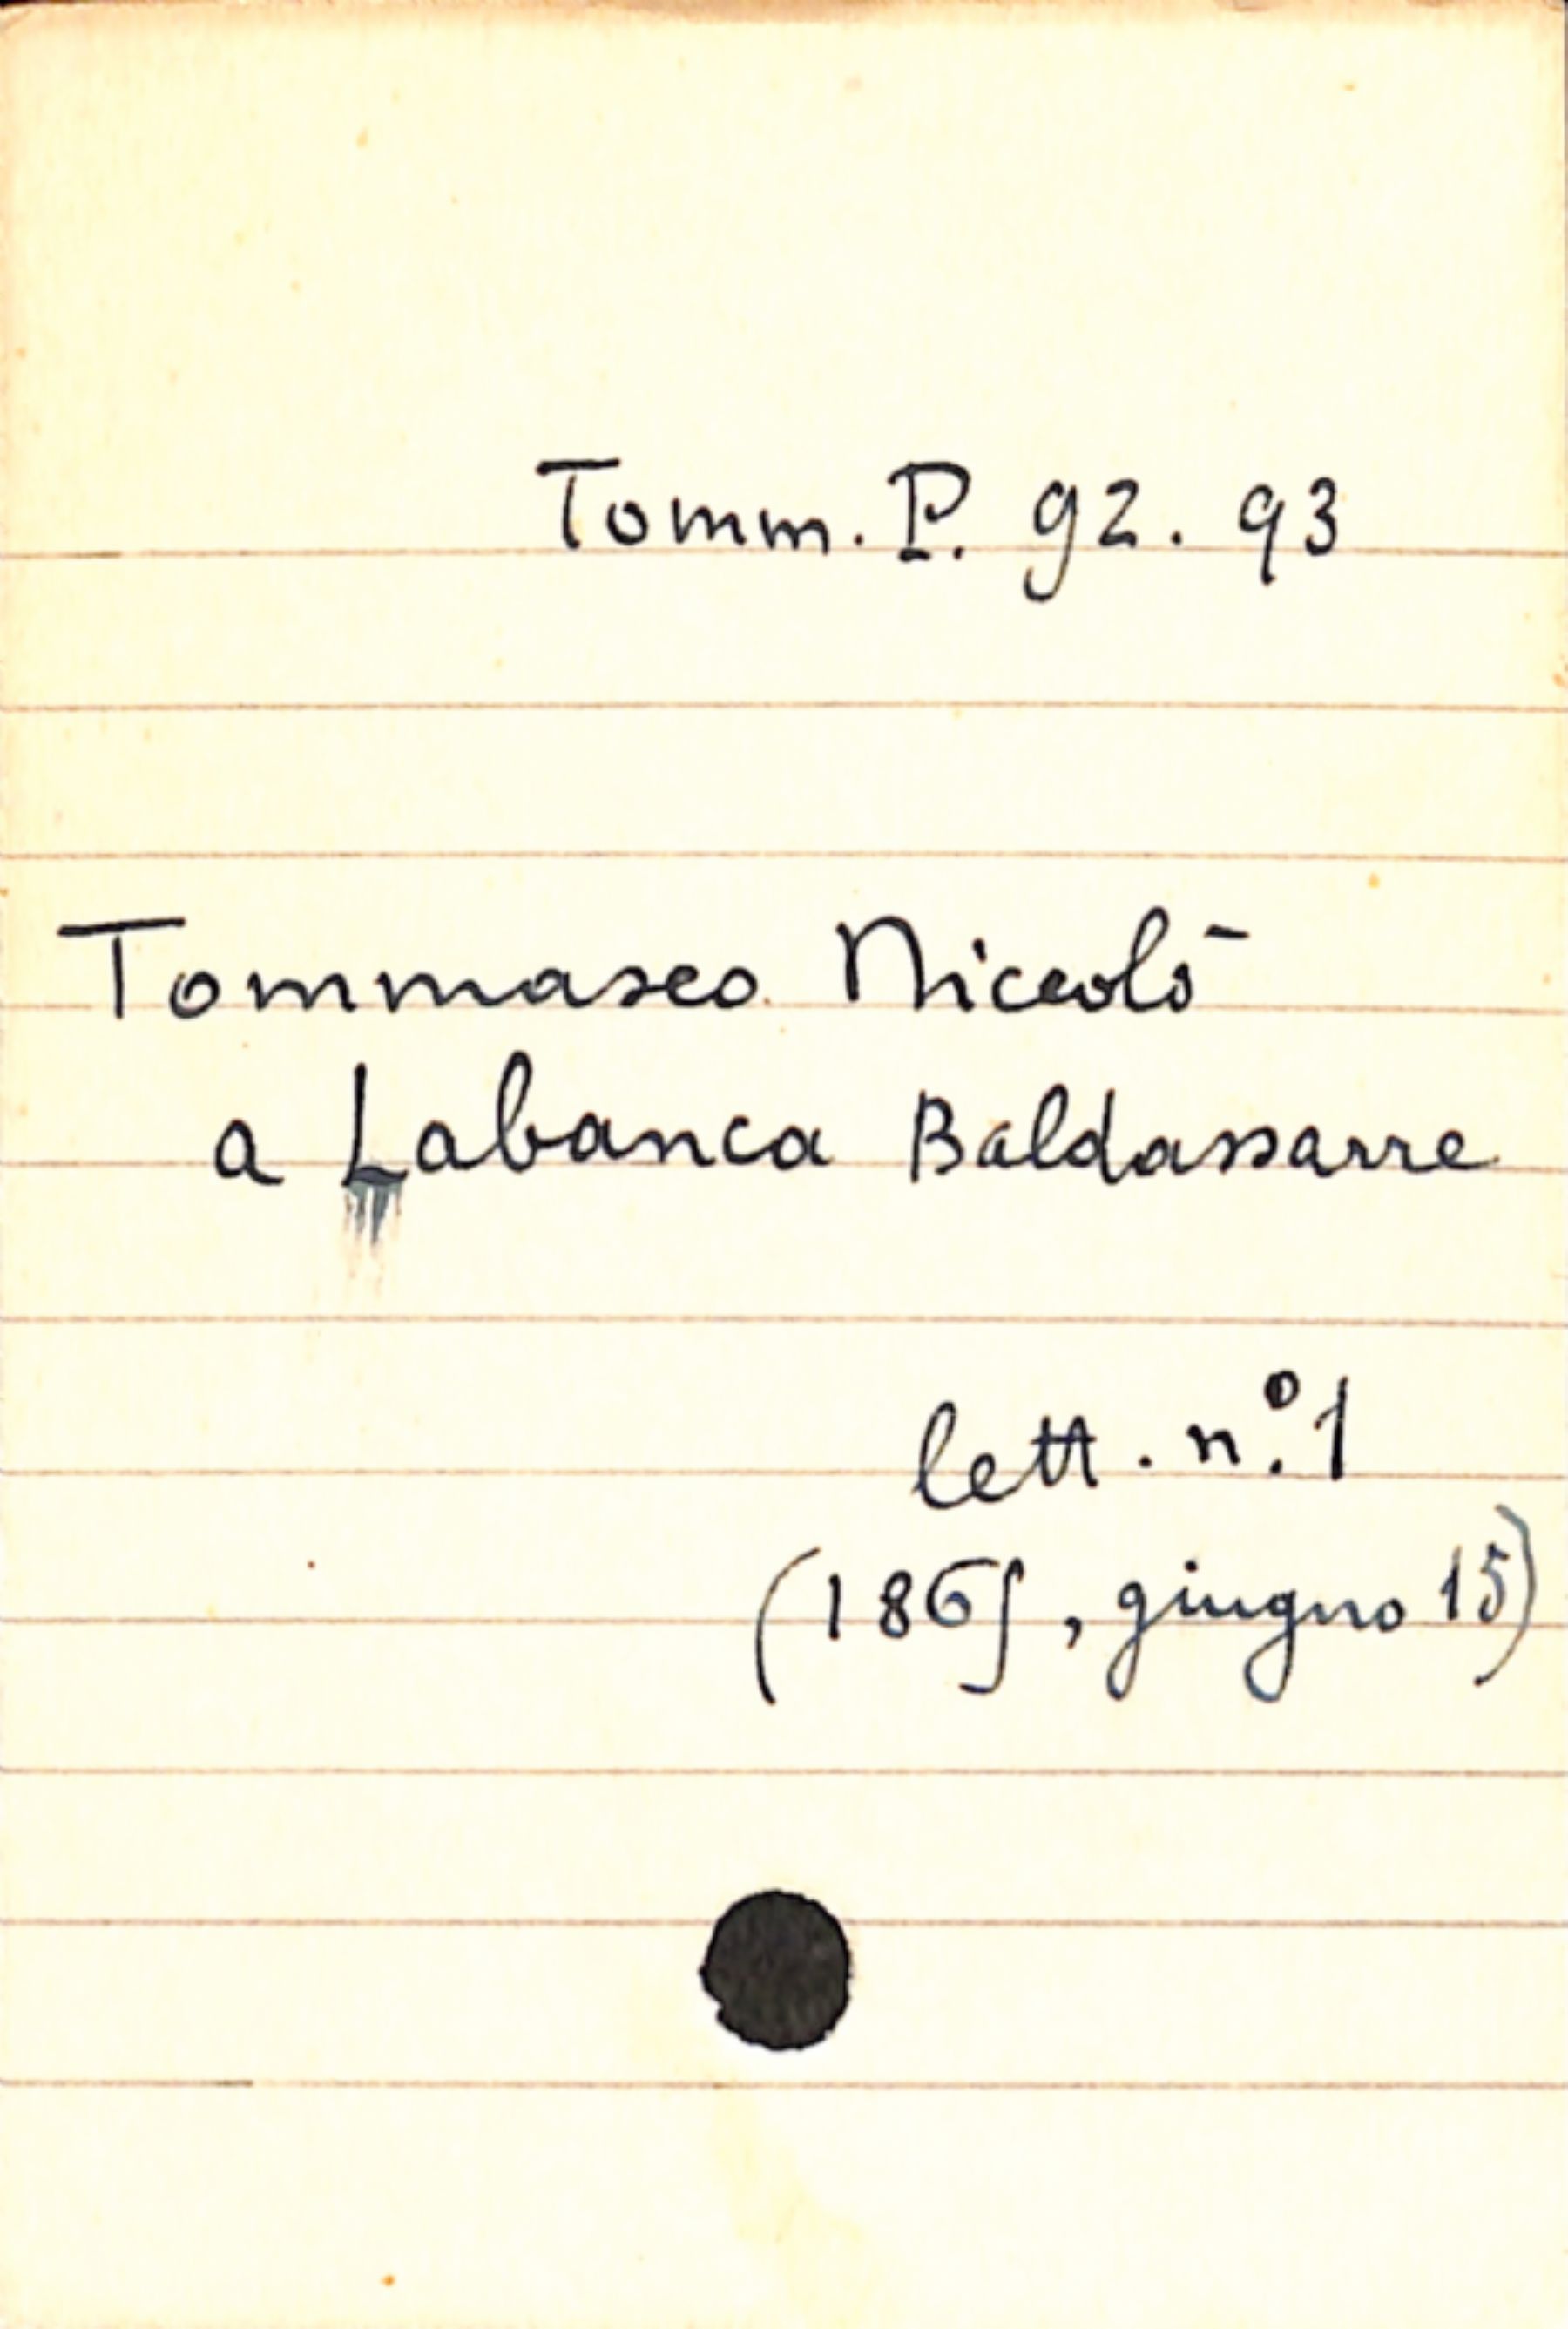 Tomm. P. 92. 93
Tommaseo Niccolò
a Labanca Baldassarre
lett. n.° 1
(1865, giugno 15)